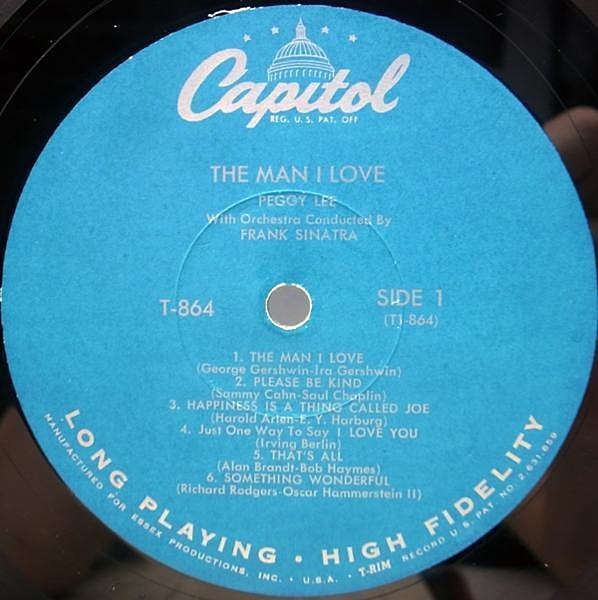 Capitol
REG. U.S. PAT. OFF
THE MAN I LOVE
PEGGY LEE
With Orchestra Conducted By
FRANK SINATRA
T-864
SIDE 1
(T1-864)
1. THE MAN I LOVE
(George Gershwin-Ira Gershwin)
2. PLEASE BE KIND
(Sammy Cahn-Saul Chaplin)
3. HAPPINESS IS A THING CALLED JOE
(Harold Arlen-E. Y. Harburg)
4. Just One Way To Say I LOVE YOU
(Irving Berlin)
5. THAT'S ALL
(Alan Brandt-Bob Haymes)
6. SOMETHING WONDERFUL
(Richard Rodgers-Oscar Hammerstein II)
LONG PLAYING • HIGH FIDELITY
MANUFACTURED FOR ESSEX PRODUCTIONS, INC. • U.S.A. • T-RIM RECORD U.S. PAT. NO. 2,631,859